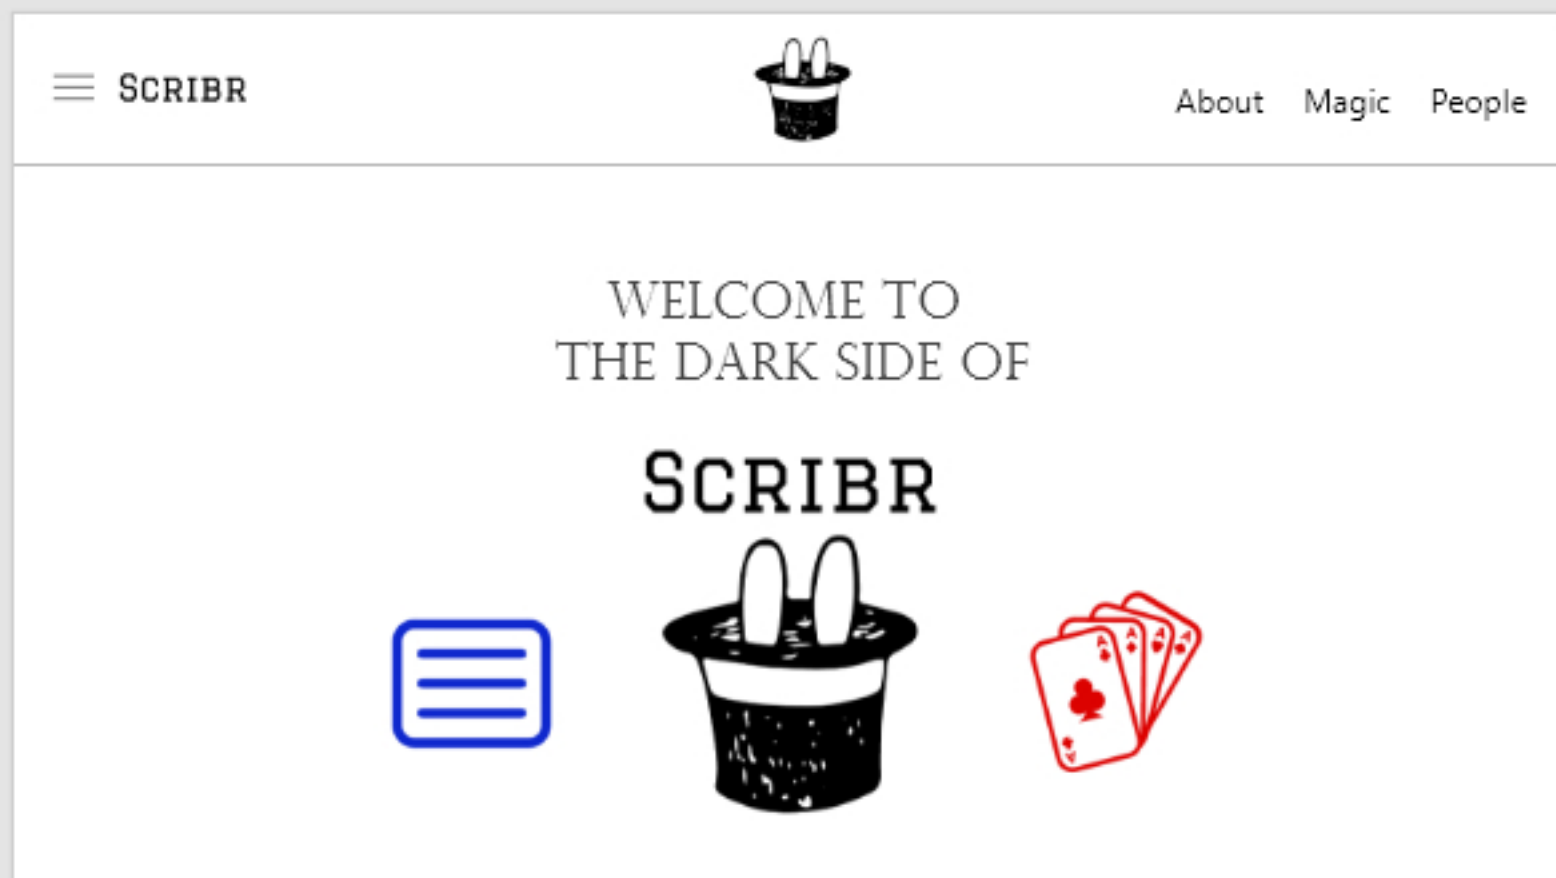 Scribr
About Magic People
WELCOME TO
THE DARK SIDE OF
Scribr
A A A A
A